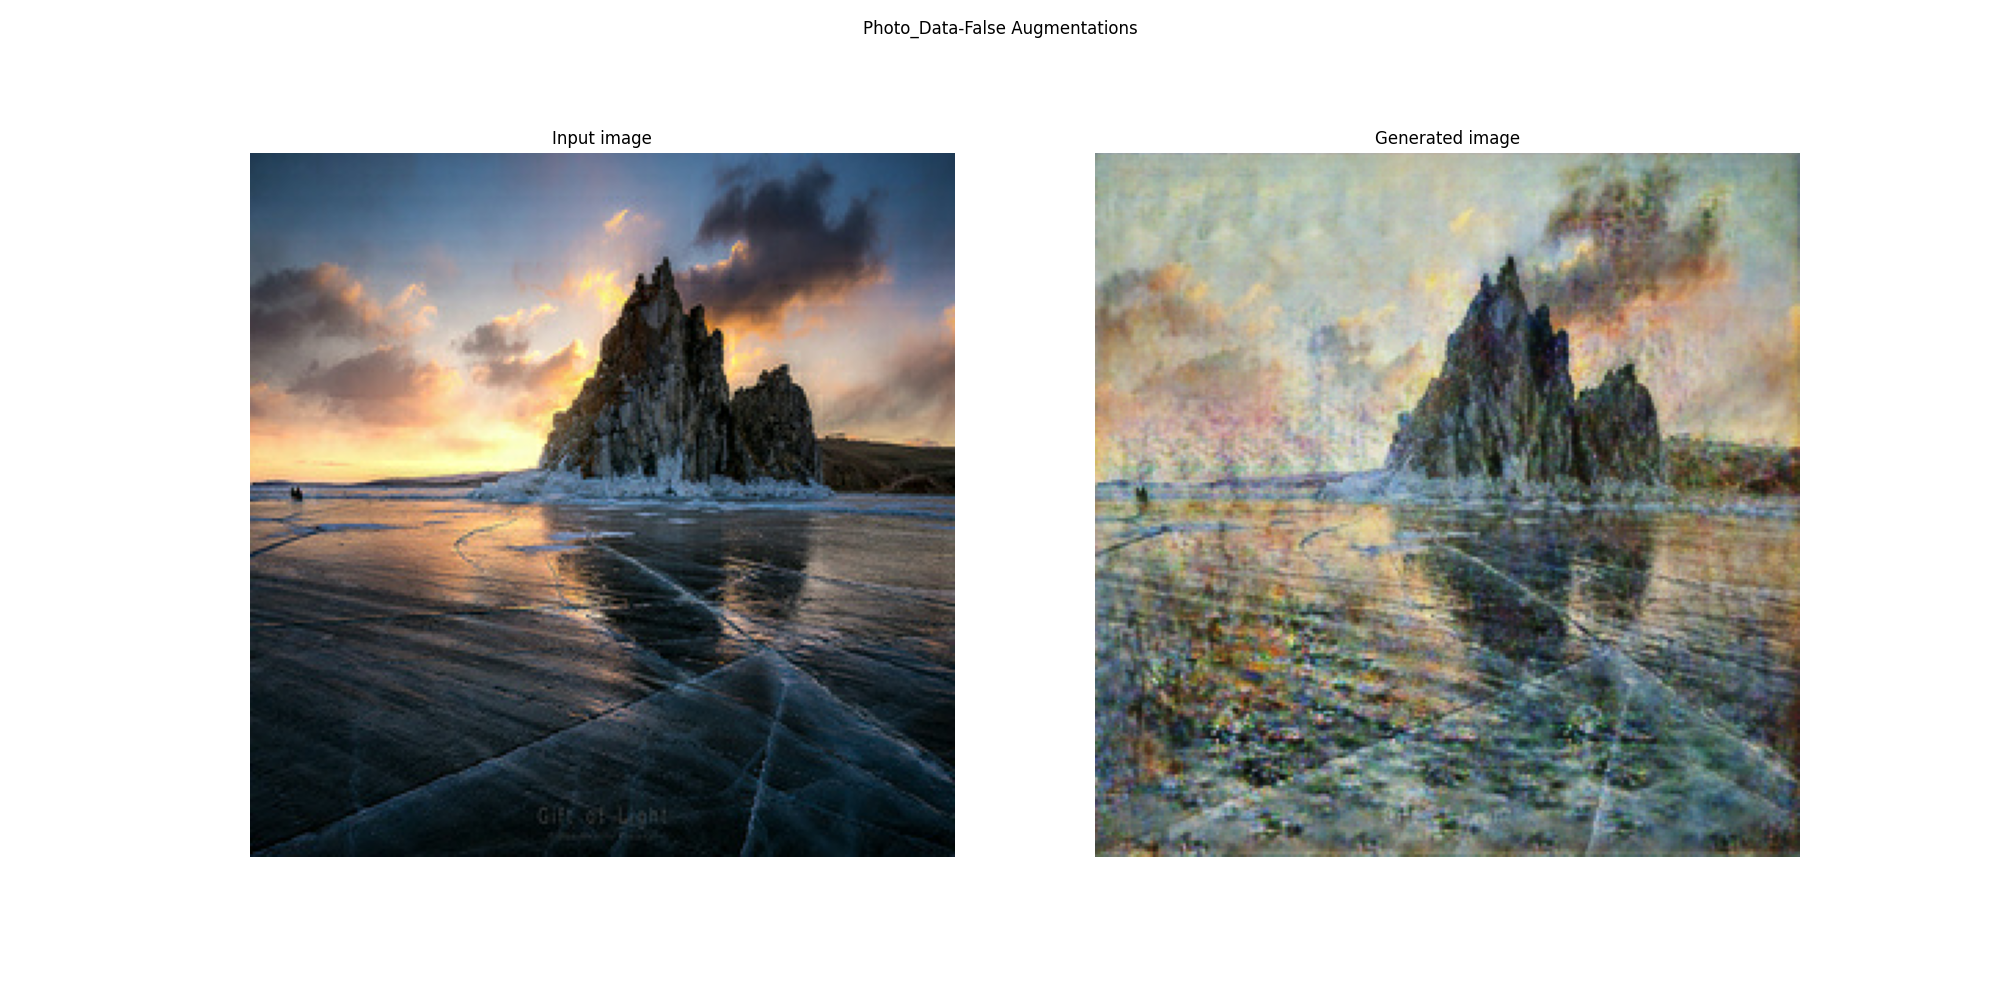 Photo_Data-False Augmentations
Input image
Generated image
Gift of Light